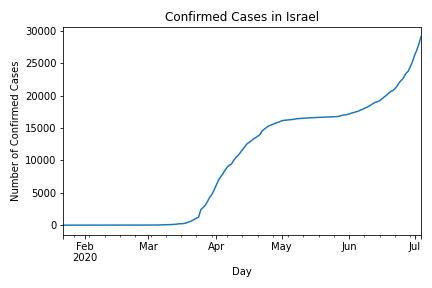 Confirmed Cases in Israel
Number of Confirmed Cases
30000
25000
20000
15000
10000
5000
0
Feb
2020
Mar
Apr
May
Jun
Jul
Day